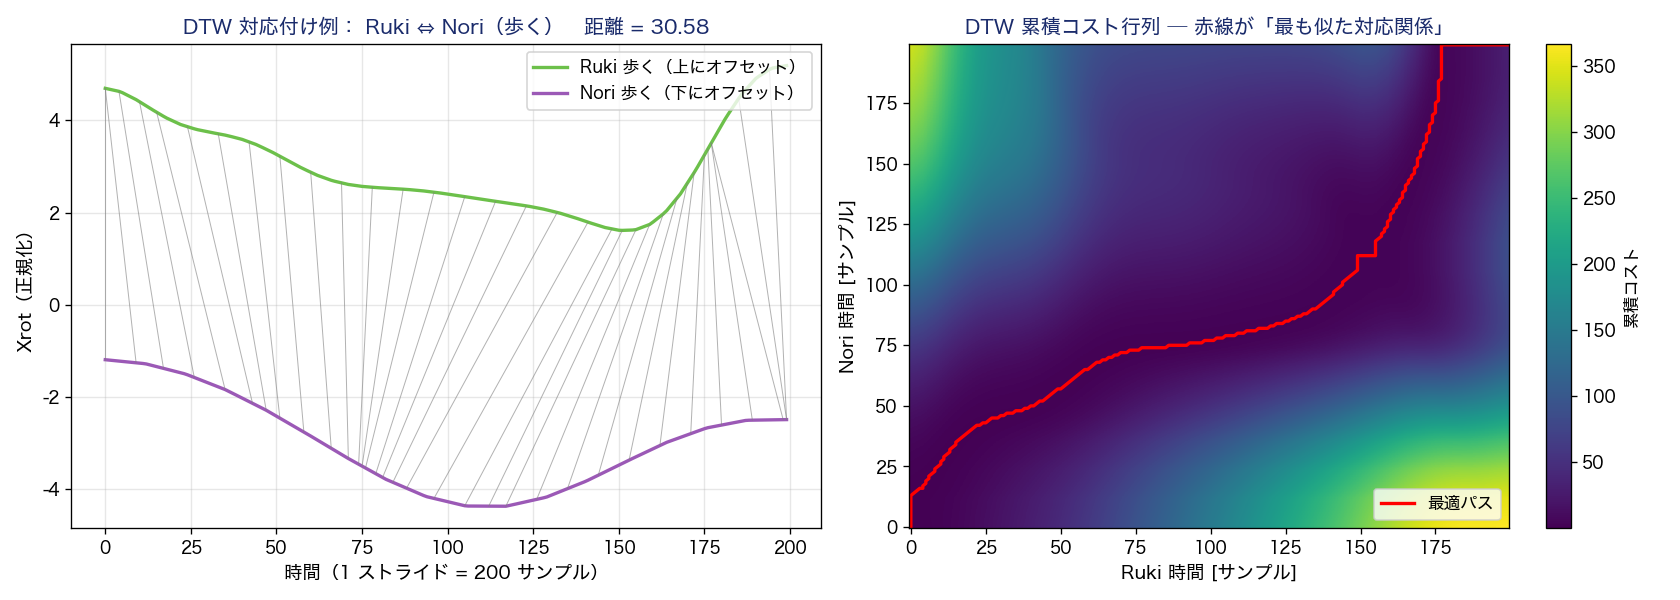 DTW 対応付け例： Ruki ⇔ Nori（歩く） 距離 = 30.58
Ruki 歩く（上にオフセット）
Nori 歩く（下にオフセット）
Xrot（正規化）
4
2
0
-2
-4
0 25 50 75 100 125 150 175 200
時間（1 ストライド = 200 サンプル）
DTW 累積コスト行列 — 赤線が「最も似た対応関係」
Nori 時間 [サンプル]
175
150
125
100
75
50
25
0
最適パス
0 25 50 75 100 125 150 175
Ruki 時間 [サンプル]
350
300
250
200
150
100
50
累積コスト